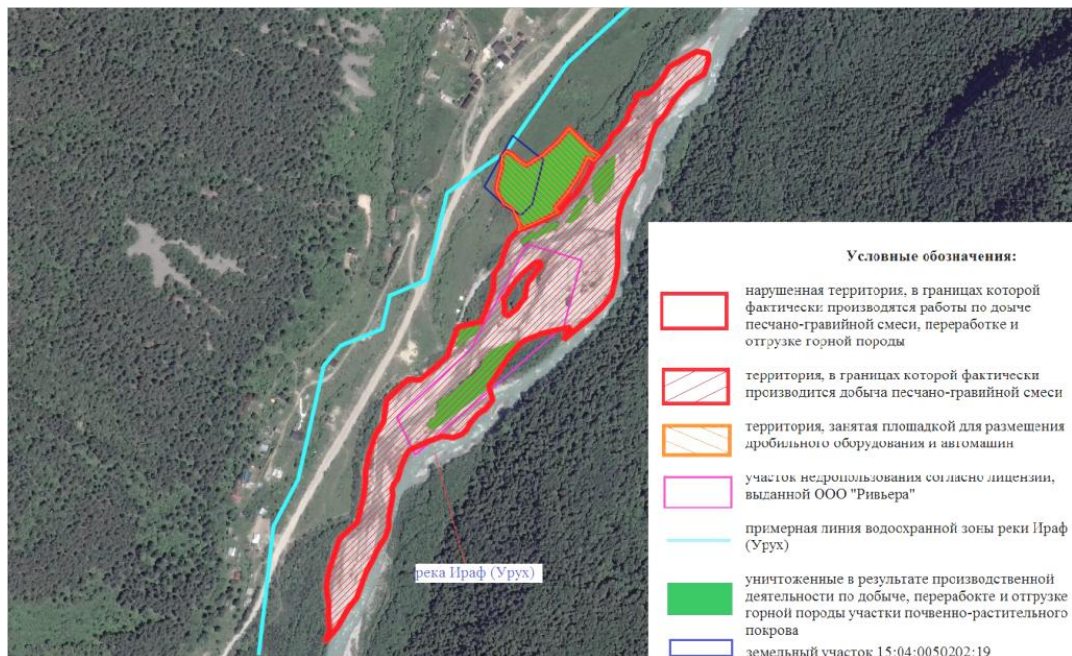 Условные обозначения:
нарушенная территория, в границах которой
фактически производятся работы по доыче
песчано-гравийной смеси, переработке и
отгрузке горной породы
территория, в границах которой фактически
производится добыча песчано-гравийной смеси
территория, занятая площадкой для размещения
дробильного оборудования и автомашин
участок недропользования согласно лицензии,
выданной ООО "Ривьера"
примерная линия водоохранной зоны реки Ираф
(Урух)
уничтоженные в результате производственной
деятельности по добыче, перерабокте и отгрузке
горной породы участки почвенно-растительного
покрова
земельный участок 15:04:0050202:19
река Ираф (Урух)